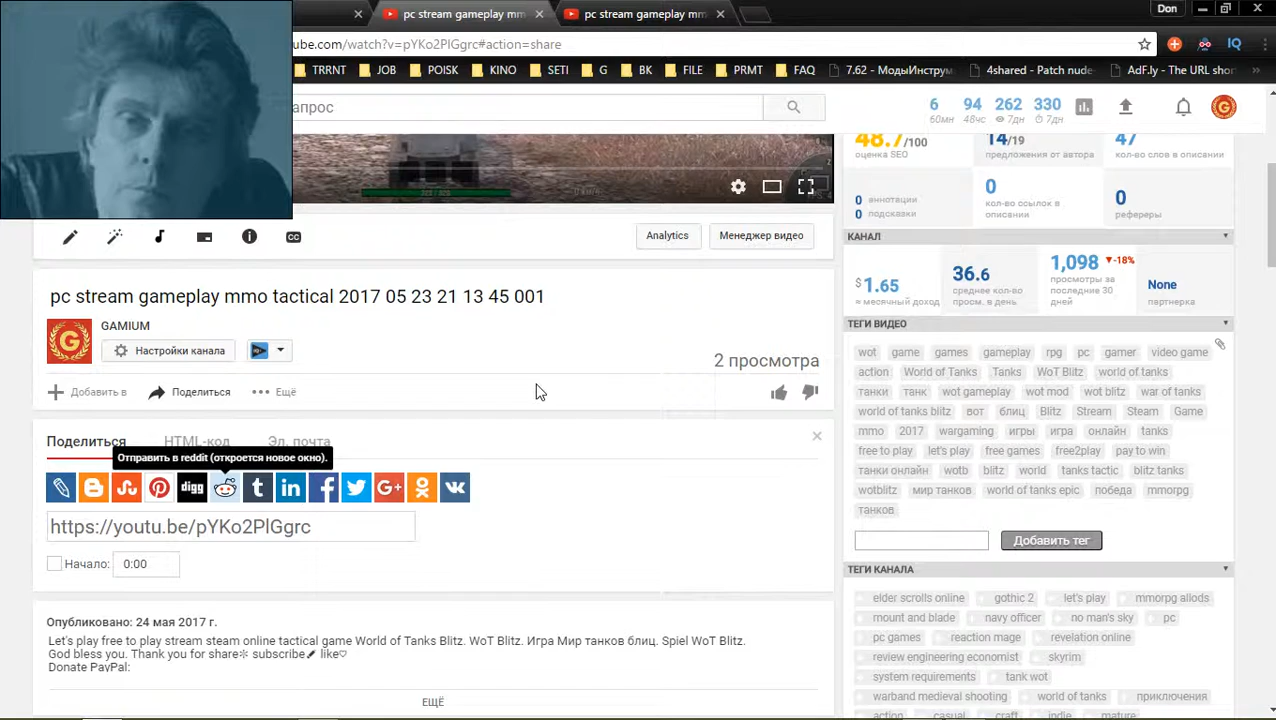 pc stream gameplay mmo × pc stream gameplay mm × Don
ube.com/watch?v=pYKo2PlGgrc#action=share
TRRNT JOB POISK KINO SETI G BK FILE PRMT FAQ 7.62 - МодыИнструм 4shared - Patch nude- AdF.ly - The URL shor »
апрос
6 94 262 330
60мн 48чс 7дн 7дн
48.7/100 14/19 47
оценка SEO предложения от автора кол-во слов в описании
0 аннотации
0 подсказки
0
кол-во ссылок в описании
0
рефереры
Analytics Менеджер видео
КАНАЛ
$1.65
≈ месячный доход
36.6
среднее кол-во просм. в день
1,098 ▼-18%
просмотры за последние 30 дней
None
партнерка
pc stream gameplay mmo tactical 2017 05 23 21 13 45 001
GAMIUM
Настройки канала
2 просмотра
Добавить в Поделиться Ещё
Поделиться HTML-код Эл. почта
Отправить в reddit (откроется новое окно).
digg
https://youtu.be/pYKo2PlGgrc
Начало: 0:00
Опубликовано: 24 мая 2017 г.
Let's play free to play stream steam online tactical game World of Tanks Blitz. WoT Blitz. Игра Мир танков блиц. Spiel WoT Blitz.
God bless you. Thank you for share✲ subscribe✐ like♡
Donate PayPal:
ЕЩЁ
ТЕГИ ВИДЕО
wot game games gameplay rpg pc gamer video game
action World of Tanks Tanks WoT Blitz world of tanks
танки танк wot gameplay wot mod wot blitz war of tanks
world of tanks blitz вот блиц Blitz Stream Steam Game
mmo 2017 wargaming игры игра онлайн tanks
free to play let's play free games free2play pay to win
танки онлайн wotb blitz world tanks tactic blitz tanks
wotblitz мир танков world of tanks epic победа mmorpg
танков
Добавить тег
ТЕГИ КАНАЛА
elder scrolls online gothic 2 let's play mmorpg allods
mount and blade navy officer no man's sky pc
pc games reaction mage revelation online
review engineering economist skyrim
system requirements tank wot
warband medieval shooting world of tanks приключения
action casual craft indie mature